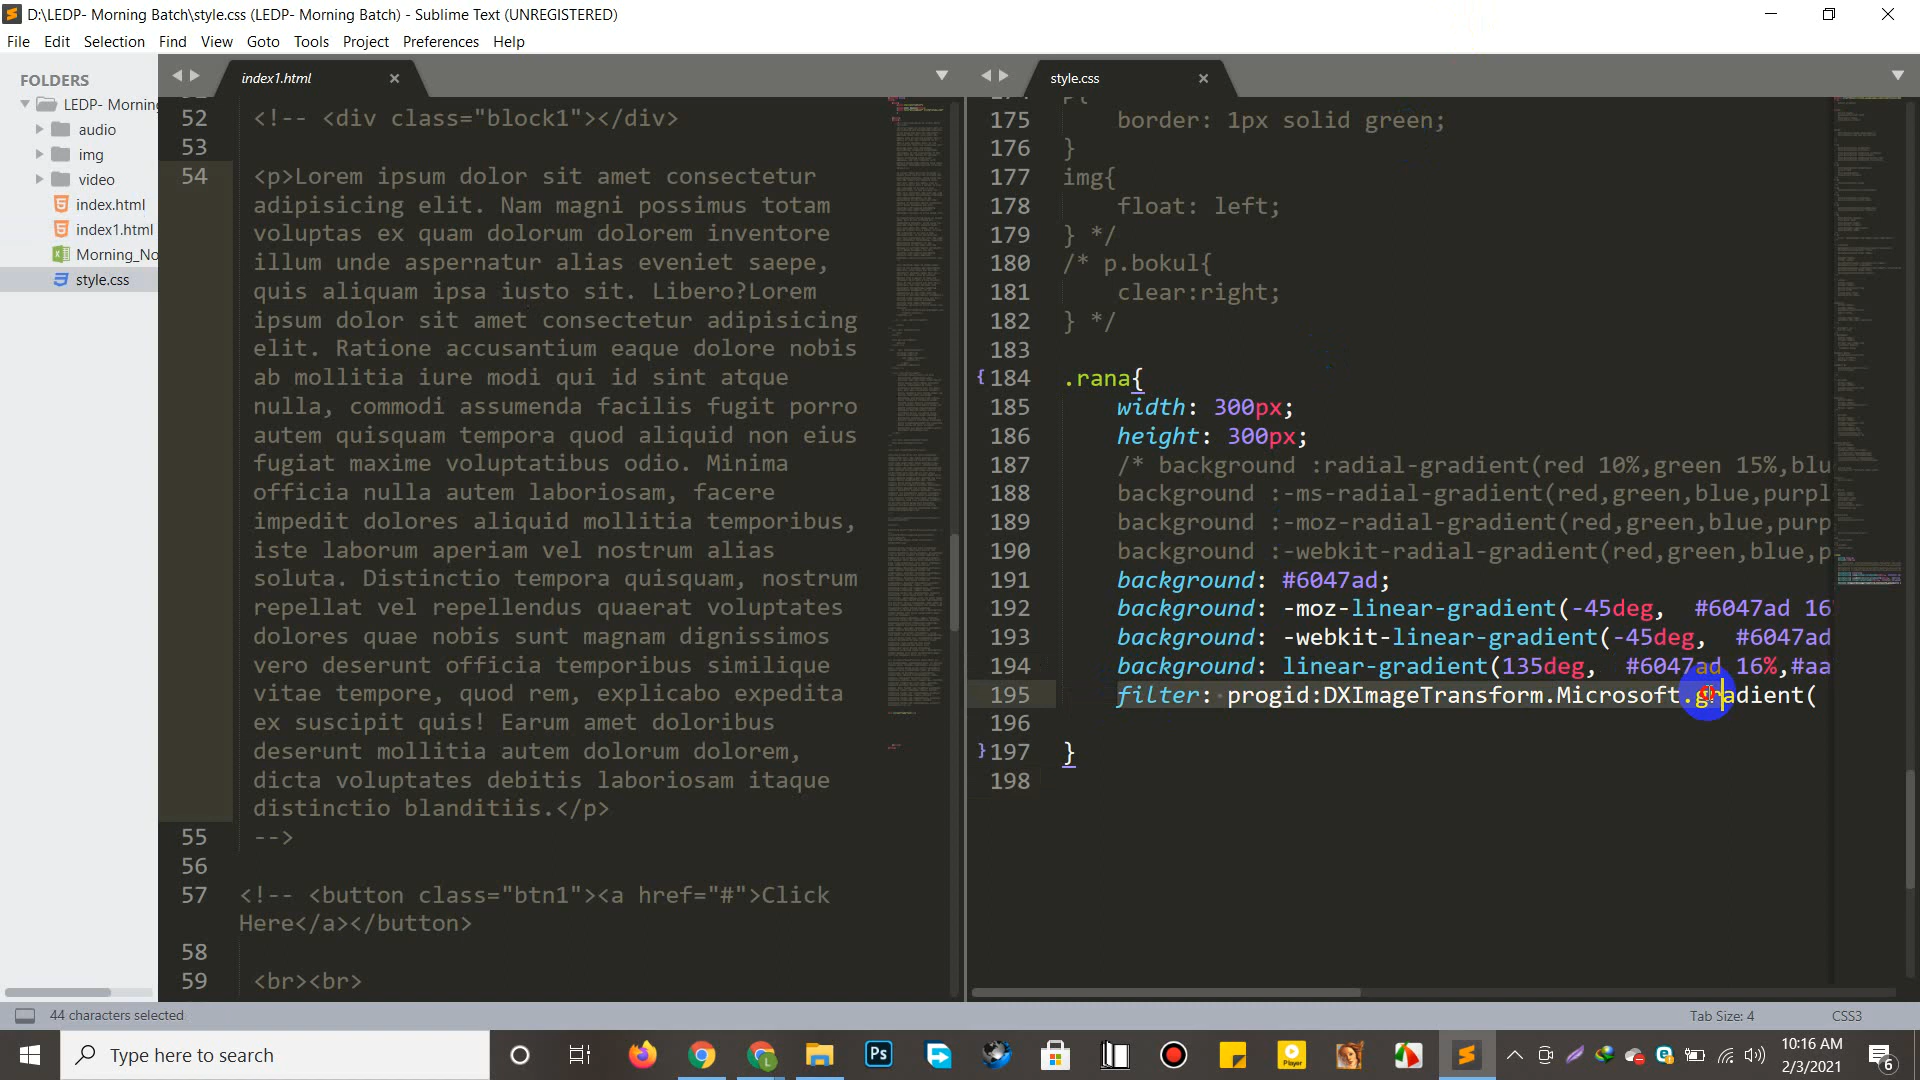 D:\LEDP- Morning Batch\style.css (LEDP- Morning Batch) - Sublime Text (UNREGISTERED)
File Edit Selection Find View Goto Tools Project Preferences Help
FOLDERS
LEDP- Morning
audio
img
video
index.html
index1.html
Morning_No
style.css
index1.html
52 <!-- <div class="block1"></div>
53
54 <p>Lorem ipsum dolor sit amet consectetur
adipisicing elit. Nam magni possimus totam
voluptas ex quam dolorum dolorem inventore
illum unde aspernatur alias eveniet saepe,
quis aliquam ipsa iusto sit. Libero?Lorem
ipsum dolor sit amet consectetur adipisicing
elit. Ratione accusantium eaque dolore nobis
ab mollitia iure modi qui id sint atque
nulla, commodi assumenda facilis fugit porro
autem quisquam tempora quod aliquid non eius
fugiat maxime voluptatibus odio. Minima
officia nulla autem laboriosam, facere
impedit dolores aliquid mollitia temporibus,
iste laborum aperiam vel nostrum alias
soluta. Distinctio tempora quisquam, nostrum
repellat vel repellendus quaerat voluptates
dolores quae nobis sunt magnam dignissimos
vero deserunt officia temporibus similique
vitae tempore, quod rem, explicabo expedita
ex suscipit quis! Earum amet doloribus
deserunt mollitia autem dolorum dolorem,
dicta voluptates debitis laboriosam itaque
distinctio blanditiis.</p>
55 -->
56
57 <!-- <button class="btn1"><a href="#">Click
Here</a></button>
58
59 <br><br>
style.css
175 border: 1px solid green;
176 }
177 img{
178 float: left;
179 } */
180 /* p.bokul{
181 clear:right;
182 } */
183
184 .rana{
185 width: 300px;
186 height: 300px;
187 /* background :radial-gradient(red 10%,green 15%,blu
188 background :-ms-radial-gradient(red,green,blue,purpl
189 background :-moz-radial-gradient(red,green,blue,purp
190 background :-webkit-radial-gradient(red,green,blue,p
191 background: #6047ad;
192 background: -moz-linear-gradient(-45deg, #6047ad 16
193 background: -webkit-linear-gradient(-45deg, #6047ad
194 background: linear-gradient(135deg, #6047ad 16%,#aa
195 filter: progid:DXImageTransform.Microsoft.gradient(
196
197 }
198
44 characters selected
Tab Size: 4
CSS3
Type here to search
Ps
Player
10:16 AM
2/3/2021
6